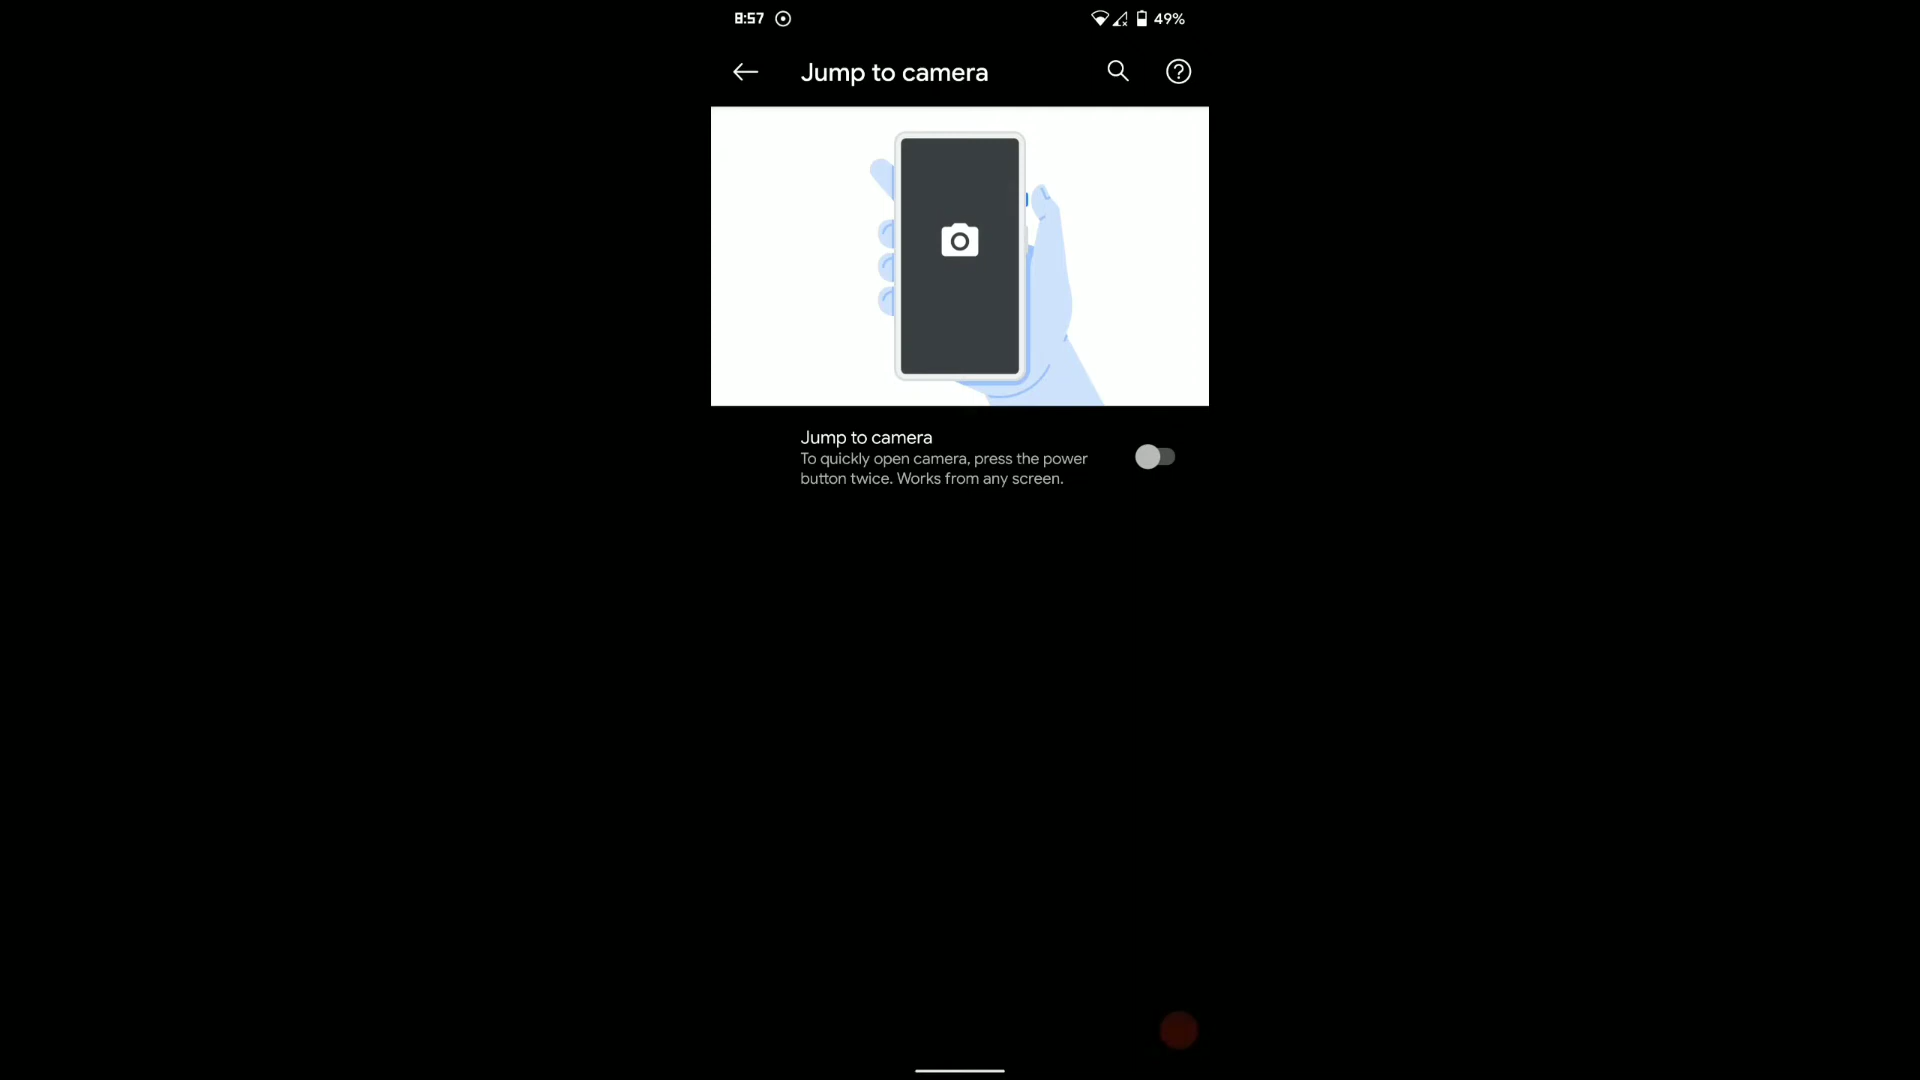 8:57 49%
Jump to camera
Jump to camera
To quickly open camera, press the power
button twice. Works from any screen.